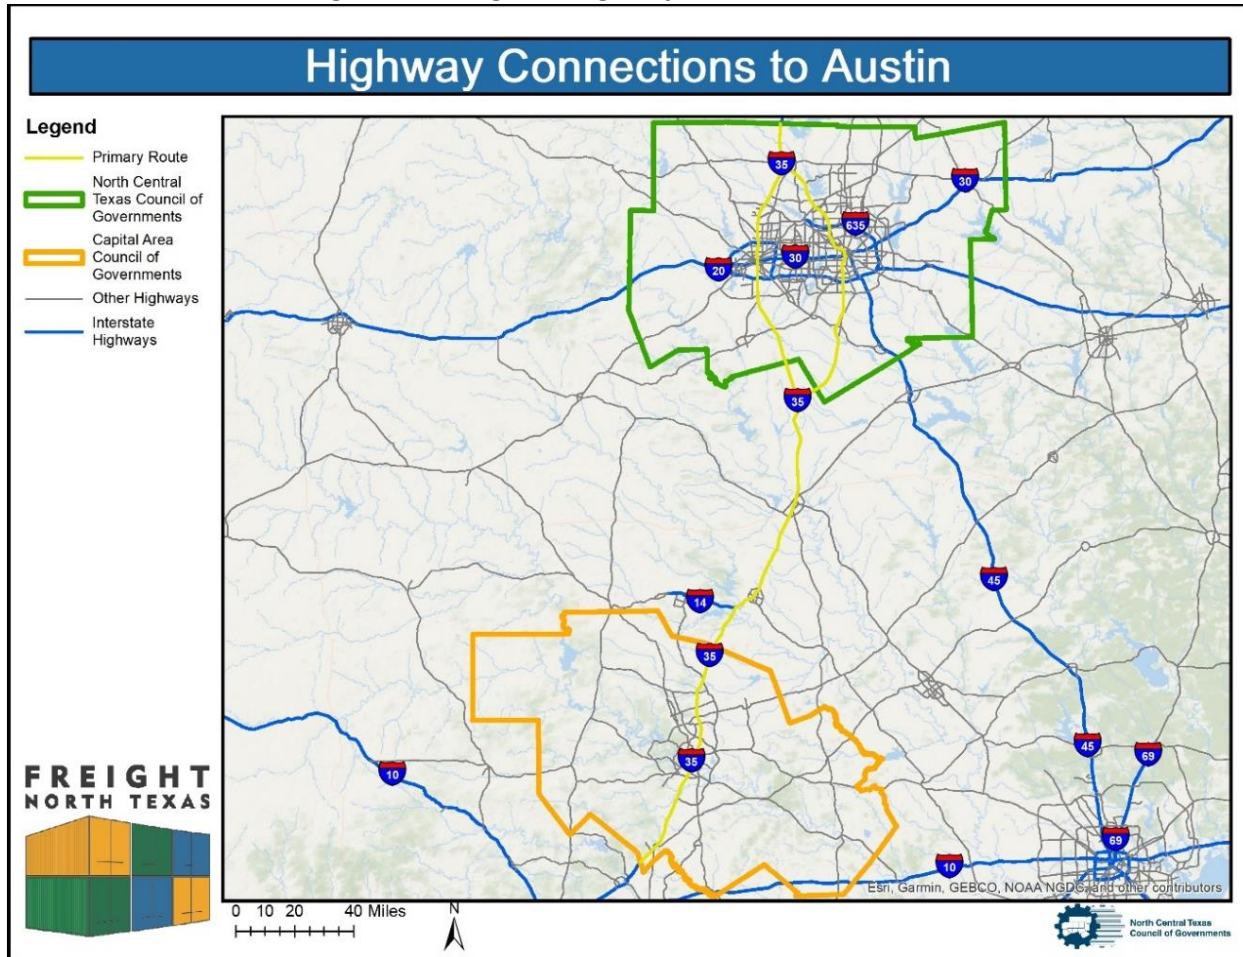 Highway Connections to Austin
Legend
Primary Route
North Central
Texas Council of
Governments
Capital Area
Council of
Governments
Other Highways
Interstate
Highways
35
30
635
30
20
35
14
45
35
35
10
45
69
69
10
Esri, Garmin, GEBCO, NOAA NGDC, and other contributors
FREIGHT
NORTH TEXAS
0 10 20 40 Miles
N
North Central Texas
Council of Governments